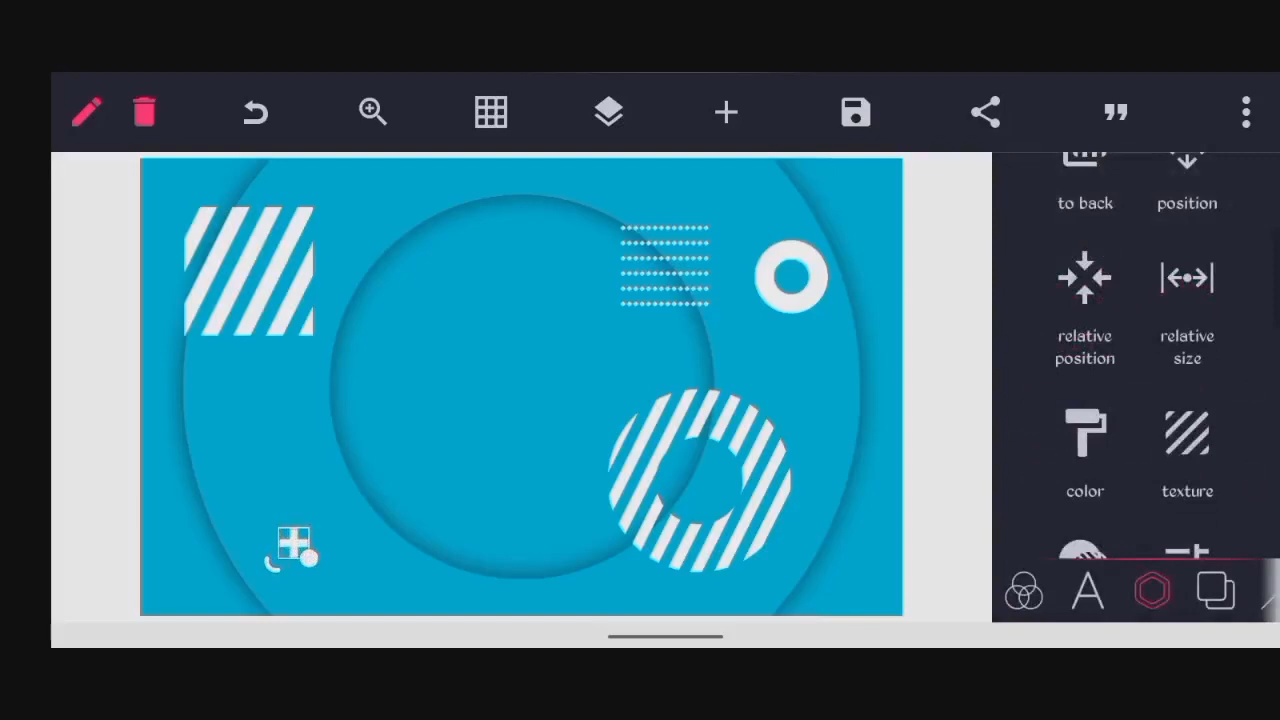 to back
position
relative
position
relative
size
color
texture